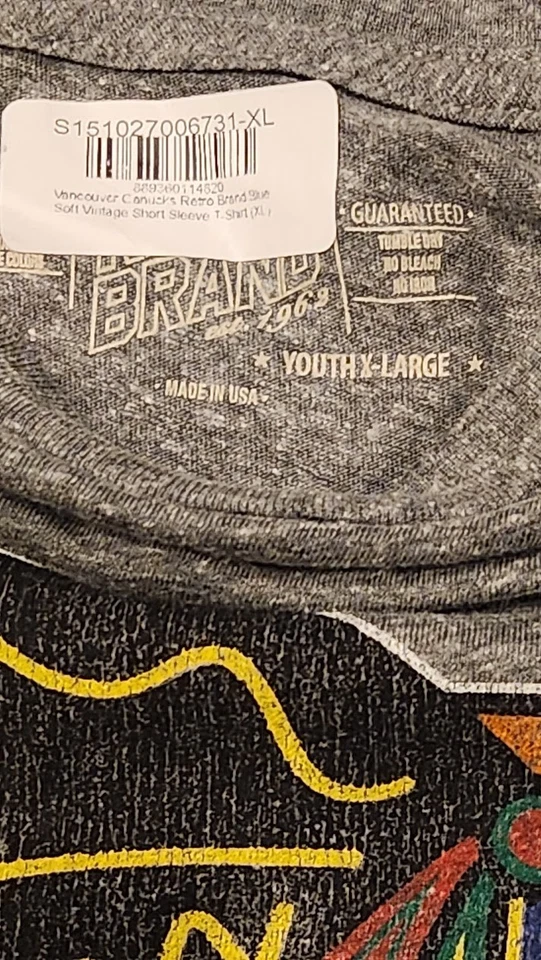 S151027006731-XL
889360114620
Vancouver Canucks Retro Brand Blue
Soft Vintage Short Sleeve T-Shirt (XL)
GUARANTEED
TUMBLE DRY
NO BLEACH
NO IRON
E COLORS
BRAND
est. 1969
★ YOUTH X-LARGE ★
- MADE IN USA -